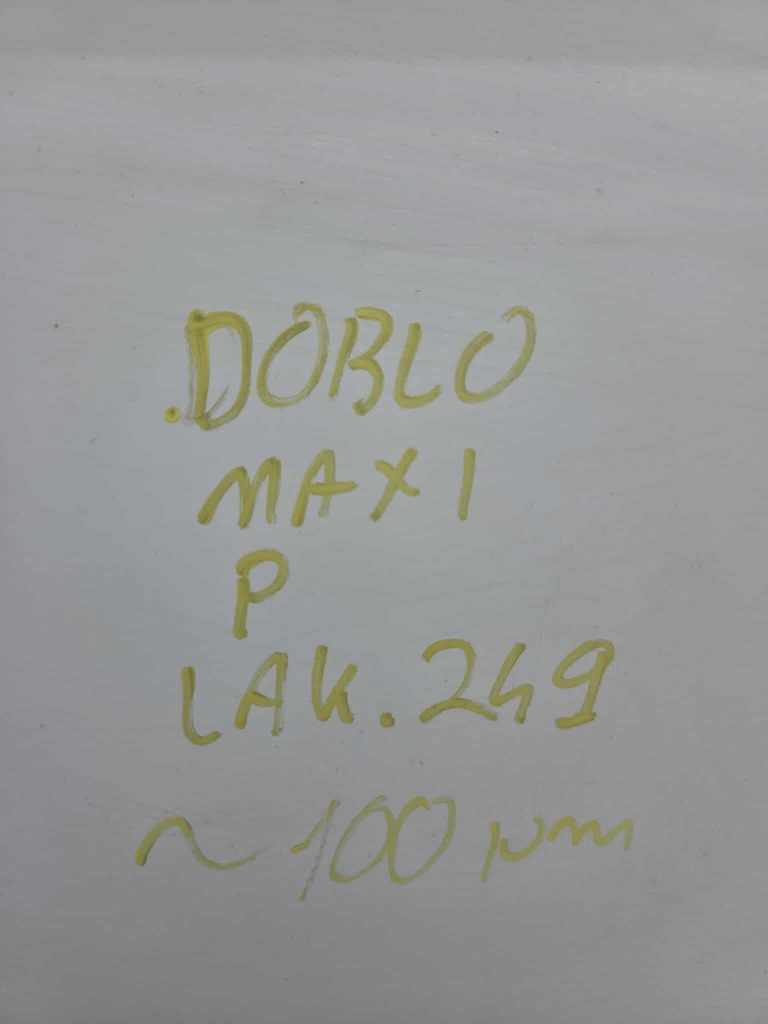 .DOBLO
MAXI
P
LAK. 249
~ 100 µm